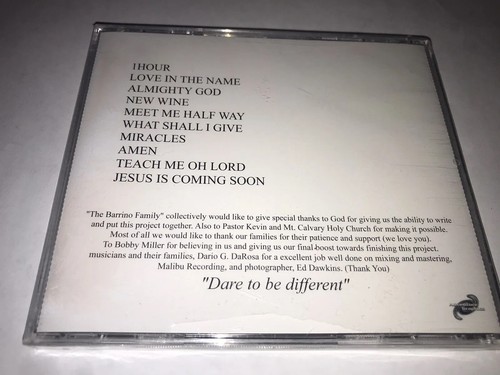 1HOUR
LOVE IN THE NAME
ALMIGHTY GOD
NEW WINE
MEET ME HALF WAY
WHAT SHALL I GIVE
MIRACLES
AMEN
TEACH ME OH LORD
JESUS IS COMING SOON
"The Barrino Family" collectively would like to give special thanks to God for giving us the ability to write
and put this project together. Also to Pastor Kevin and Mt. Calvary Holy Church for making it possible.
Most of all we would like to thank our families for their patience and support (we love you).
To Bobby Miller for believing in us and giving us our final-boost towards finishing this project.
musicians and their families, Dario G. DaRosa for a excellent job well done on mixing and mastering,
Malibu Recording, and photographer, Ed Dawkins. (Thank You)
"Dare to be different"